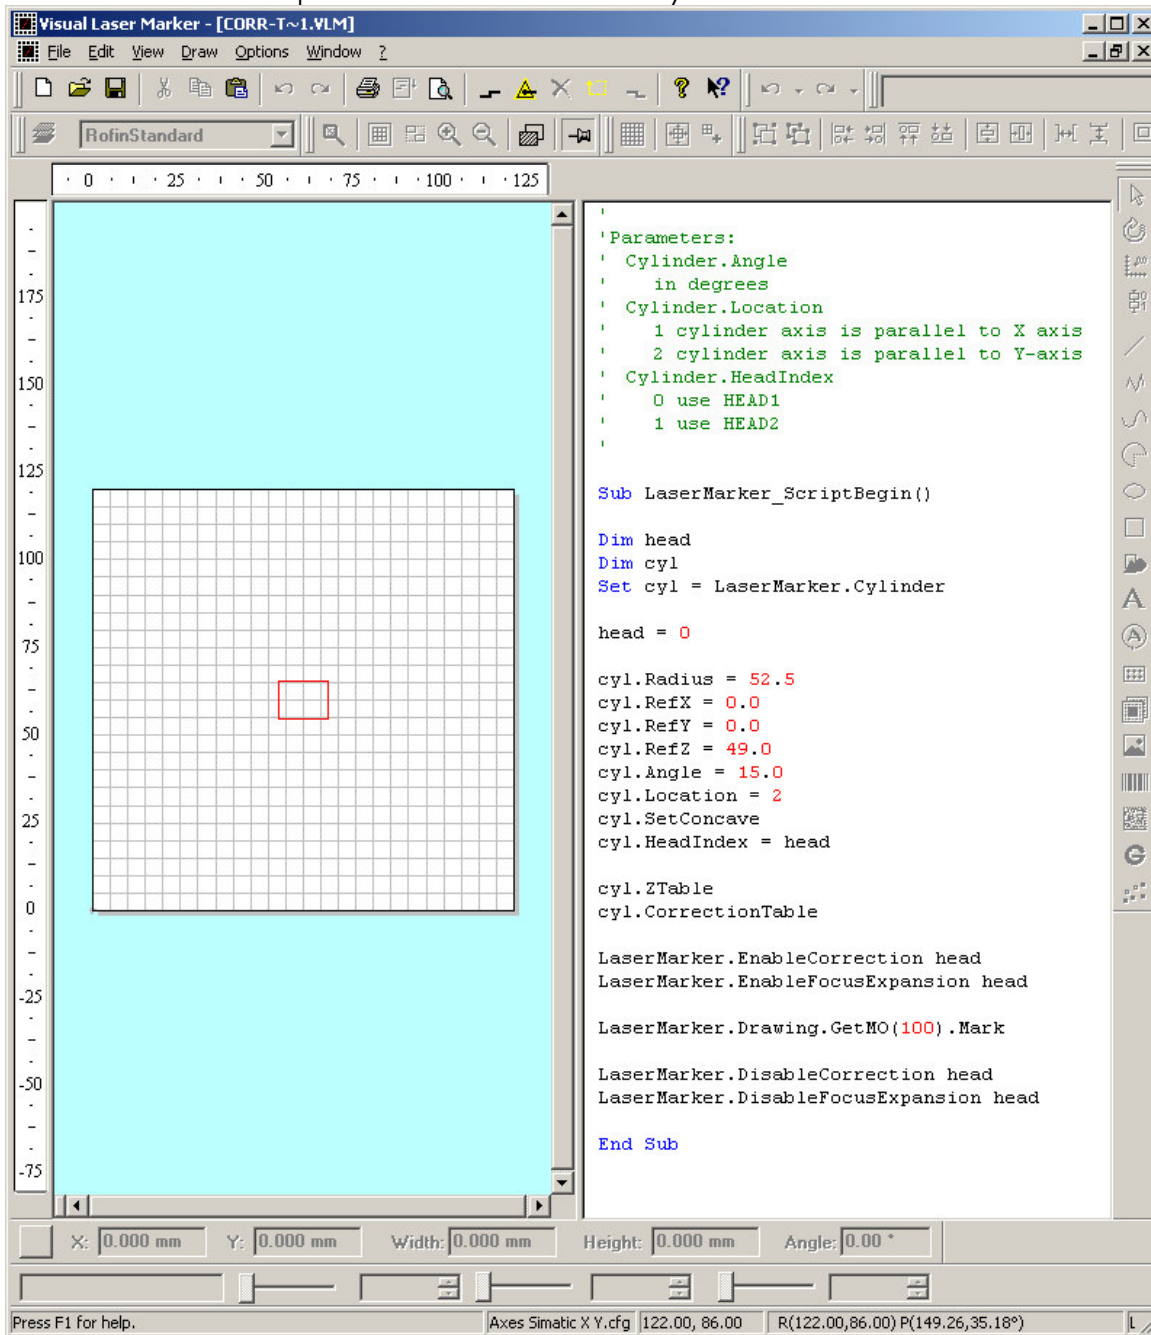 Visual Laser Marker - [CORR-T~1.VLM]
File Edit View Draw Options Window ?
RofinStandard
0 25 50 75 100 125
175
150
125
100
75
50
25
0
-25
-50
-75
'
'Parameters:
' Cylinder.Angle
' in degrees
' Cylinder.Location
' 1 cylinder axis is parallel to X axis
' 2 cylinder axis is parallel to Y-axis
' Cylinder.HeadIndex
' 0 use HEAD1
' 1 use HEAD2
'
Sub LaserMarker_ScriptBegin()
Dim head
Dim cyl
Set cyl = LaserMarker.Cylinder
head = 0
cyl.Radius = 52.5
cyl.RefX = 0.0
cyl.RefY = 0.0
cyl.RefZ = 49.0
cyl.Angle = 15.0
cyl.Location = 2
cyl.SetConcave
cyl.HeadIndex = head
cyl.ZTable
cyl.CorrectionTable
LaserMarker.EnableCorrection head
LaserMarker.EnableFocusExpansion head
LaserMarker.Drawing.GetMO(100).Mark
LaserMarker.DisableCorrection head
LaserMarker.DisableFocusExpansion head
End Sub
X: 0.000 mm Y: 0.000 mm Width: 0.000 mm Height: 0.000 mm Angle: 0.00 °
Press F1 for help. Axes Simatic X Y.cfg 122.00, 86.00 R(122.00,86.00) P(149.26,35.18°) L